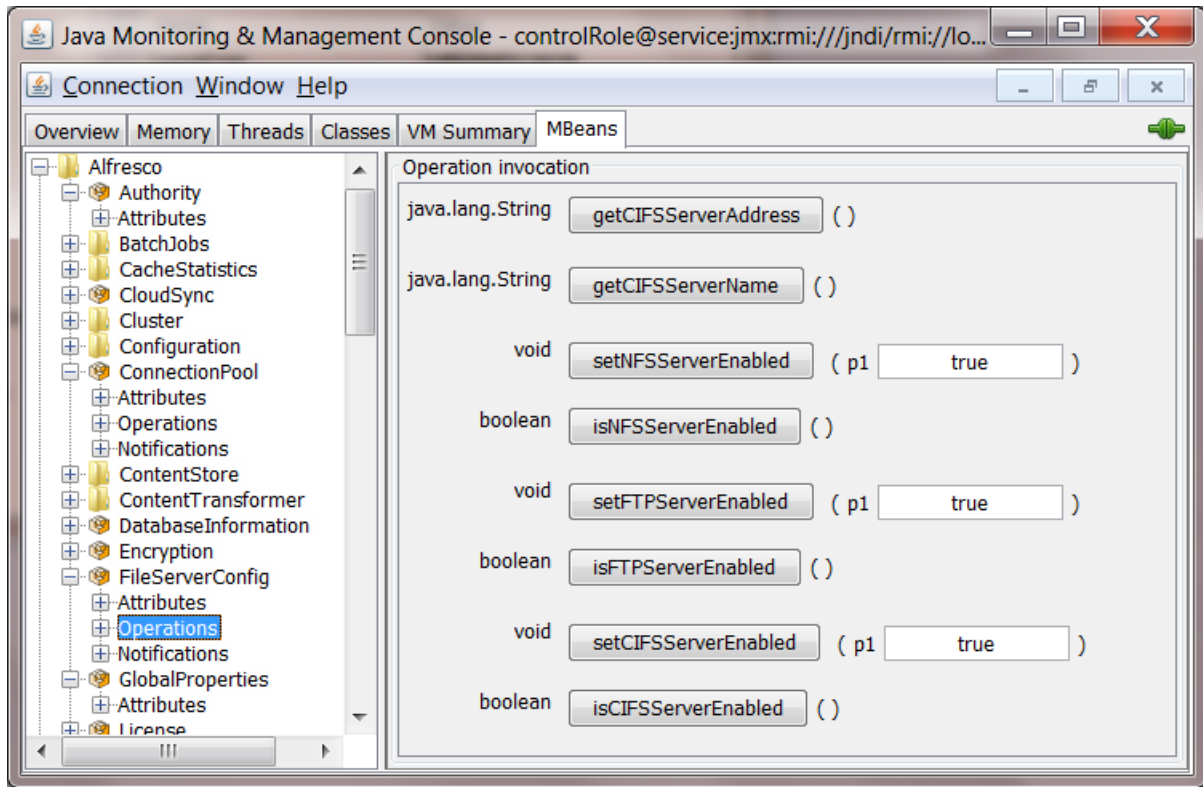 Java Monitoring & Management Console - controlRole@service:jmx:rmi:///jndi/rmi://lo...
Connection Window Help
Overview Memory Threads Classes VM Summary MBeans
Alfresco
Authority
Attributes
BatchJobs
CacheStatistics
CloudSync
Cluster
Configuration
ConnectionPool
Attributes
Operations
Notifications
ContentStore
ContentTransformer
DatabaseInformation
Encryption
FileServerConfig
Attributes
Operations
Notifications
GlobalProperties
Attributes
License
Operation invocation
java.lang.String getCIFSServerAddress ( )
java.lang.String getCIFSServerName ( )
void setNFSServerEnabled ( p1 true )
boolean isNFSServerEnabled ( )
void setFTPServerEnabled ( p1 true )
boolean isFTPServerEnabled ( )
void setCIFSServerEnabled ( p1 true )
boolean isCIFSServerEnabled ( )